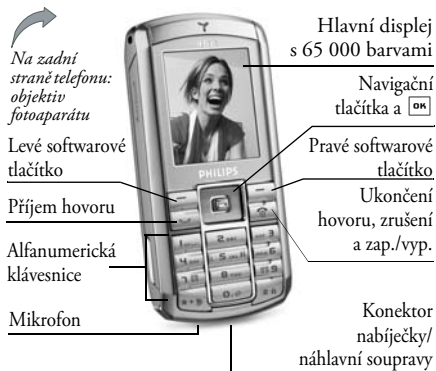 Na zadní
straně telefonu:
objektiv
fotoaparátu
Levé softwarové
tlačítko
Příjem hovoru
Alfanumerická
klávesnice
Mikrofon
PHILIPS
Hlavní displej
s 65 000 barvami
Navigační
tlačítka a OK
Pravé softwarové
tlačítko
Ukončení
hovoru, zrušení
a zap./vyp.
Konektor
nabíječky/
náhlavní soupravy